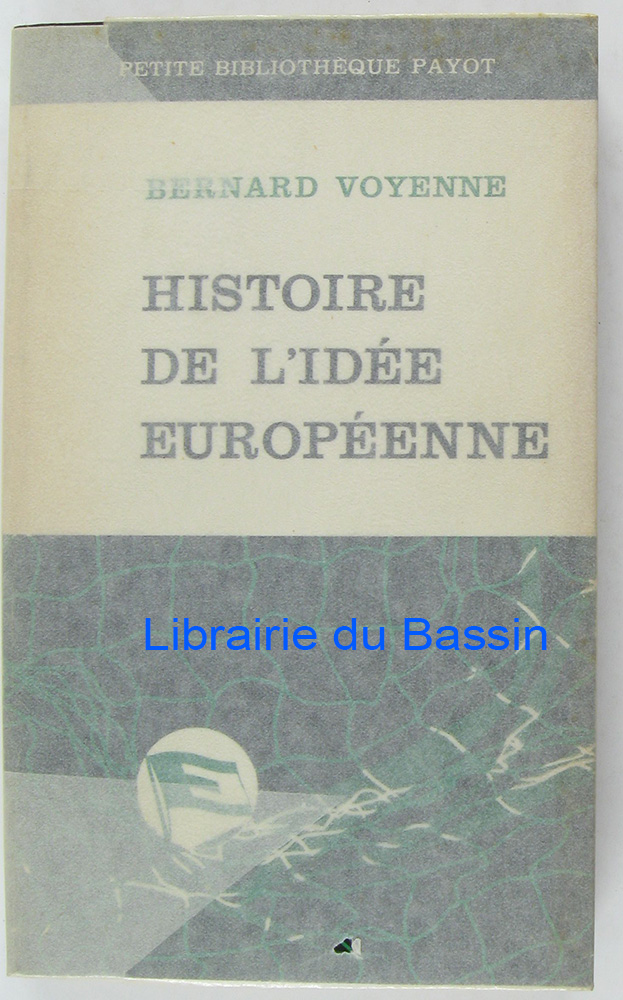 PETITE BIBLIOTHÈQUE PAYOT
BERNARD VOYENNE
HISTOIRE
DE L'IDÉE
EUROPÉENNE
Librairie du Bassin
E